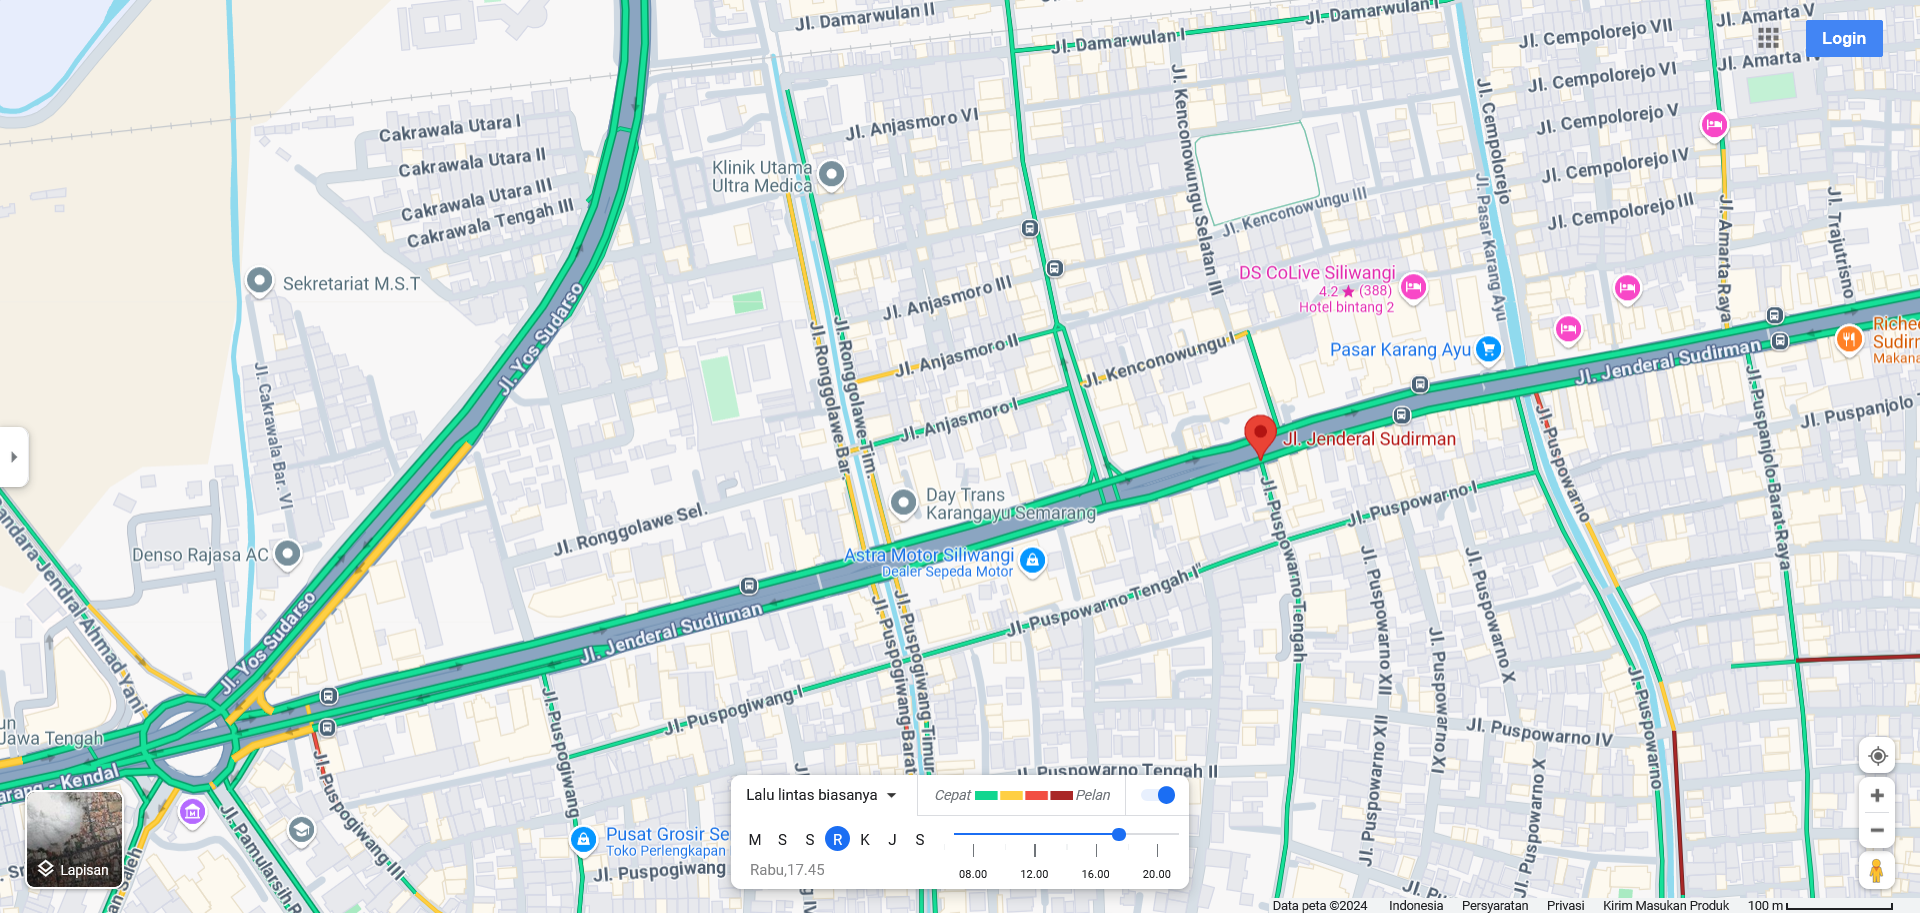 Jl. Damarwulan II
Jl. Damarwulan I
Jl. Damarwulan I
Jl. Amarta V
Jl. Cempolorejo VII
Login
Jl. Amarta IV
Jl. Cempolorejo VI
Jl. Kenconowungu Selatan III
Jl. Cempolorejo
Jl. Cempolorejo V
Cakrawala Utara I
Jl. Anjasmoro VI
Cakrawala Utara II
Jl. Cempolorejo IV
Klinik Utama
Ultra Medica
Cakrawala Utara III
Jl. Pasar Karang Ayu
Jl. Kenconowungu III
Jl. Cempolorejo III
Jl. Amarta Raya
Jl. Trajutrisno
Cakrawala Tengah III
DS CoLive Siliwangi
4.2 ★ (388)
Hotel bintang 2
Sekretariat M.S.T
Jl. Anjasmoro III
Jl. Yos Sudarso
Jl. Ronggolawe Bar.
Jl. Ronggolawe Tim.
Jl. Anjasmoro II
Jl. Kenconowungu I
Pasar Karang Ayu
Jl. Jenderal Sudirman
Makana
Jl. Cakrawala Bar. VI
Jl. Anjasmoro I
Jl. Jenderal Sudirman
Jl. Puspowarno
Jl. Puspanjolo Barat Raya
Jl. Puspanjolo
Day Trans
Karangayu Semarang
Jl. Ronggolawe Sel.
Jl. Puspowarno I
Jl. Puspowarno Tengah
Denso Rajasa AC
Astra Motor Siliwangi
Dealer Sepeda Motor
Jl. Puspowarno Tengah I
Jl. Puspowarno XII
Jl. Puspowarno X
Jl. Yos Sudarso
Jl. Jenderal Sudirman
Jl. Puspogiwang Barat
Jl. Puspogiwang Timur
Jl. Puspowarno XI
Jl. Puspowarno
andara Jendral Ahmad Yani
Jl. Puspogiwang I
Jl. Puspogiwang
Jl. Puspowarno IV
Jawa Tengah
arang - Kendal
Jl. Puspogiwang III
Jl. Puspowarno Tengah II
Jl. Puspowarno XII
Jl. Puspowarno X
Jl. Pamularsih R
Pusat Grosir Se
Toko Perlengkapan
Jl. Puspogiwang
Lapisan
Lalu lintas biasanya
Cepat
Pelan
M S S R K J S
Rabu,17.45
08.00 12.00 16.00 20.00
Data peta ©2024 Indonesia Persyaratan Privasi Kirim Masukan Produk 100 m